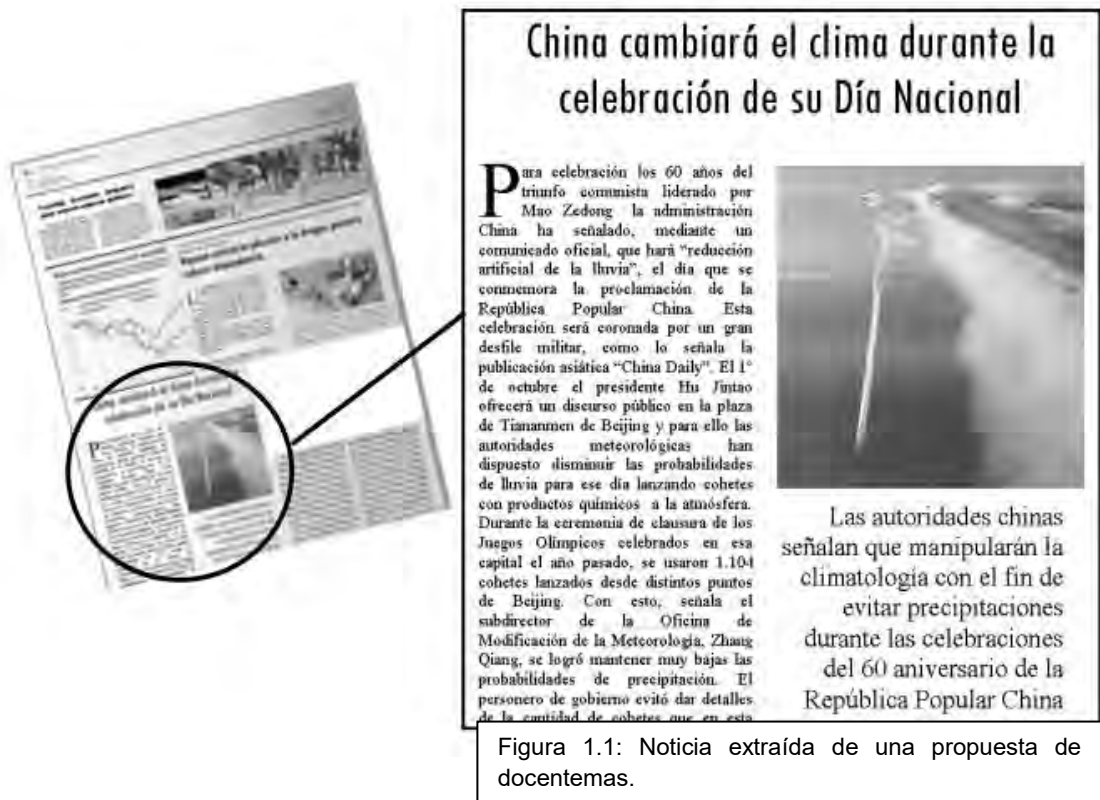 China cambiará el clima durante la
celebración de su Día Nacional
Para celebración los 60 años del
triunfo comunista liderado por
Mao Zedong la administración
China ha señalado, mediante un
comunicado oficial, que hará “reducción
artificial de la lluvia”, el día que se
conmemora la proclamación de la
República Popular China. Esta
celebración será coronada por un gran
desfile militar, como lo señala la
publicación asiática “China Daily”. El 1°
de octubre el presidente Hu Jintao
ofrecerá un discurso público en la plaza
de Tiananmen de Beijing y para ello las
autoridades meteorológicas han
dispuesto disminuir las probabilidades
de lluvia para ese día lanzando cohetes
con productos químicos a la atmósfera.
Durante la ceremonia de clausura de los
Juegos Olímpicos celebrados en esa
capital el año pasado, se usaron 1.104
cohetes lanzados desde distintos puntos
de Beijing. Con esto, señala el
subdirector de la Oficina de
Modificación de la Meteorología, Zhang
Qiang, se logró mantener muy bajas las
probabilidades de precipitación. El
personero de gobierno evitó dar detalles
de la cantidad de cohetes que en esta
Las autoridades chinas
señalan que manipularán la
climatología con el fin de
evitar precipitaciones
durante las celebraciones
del 60 aniversario de la
República Popular China
Figura 1.1: Noticia extraída de una propuesta de
docentemas.